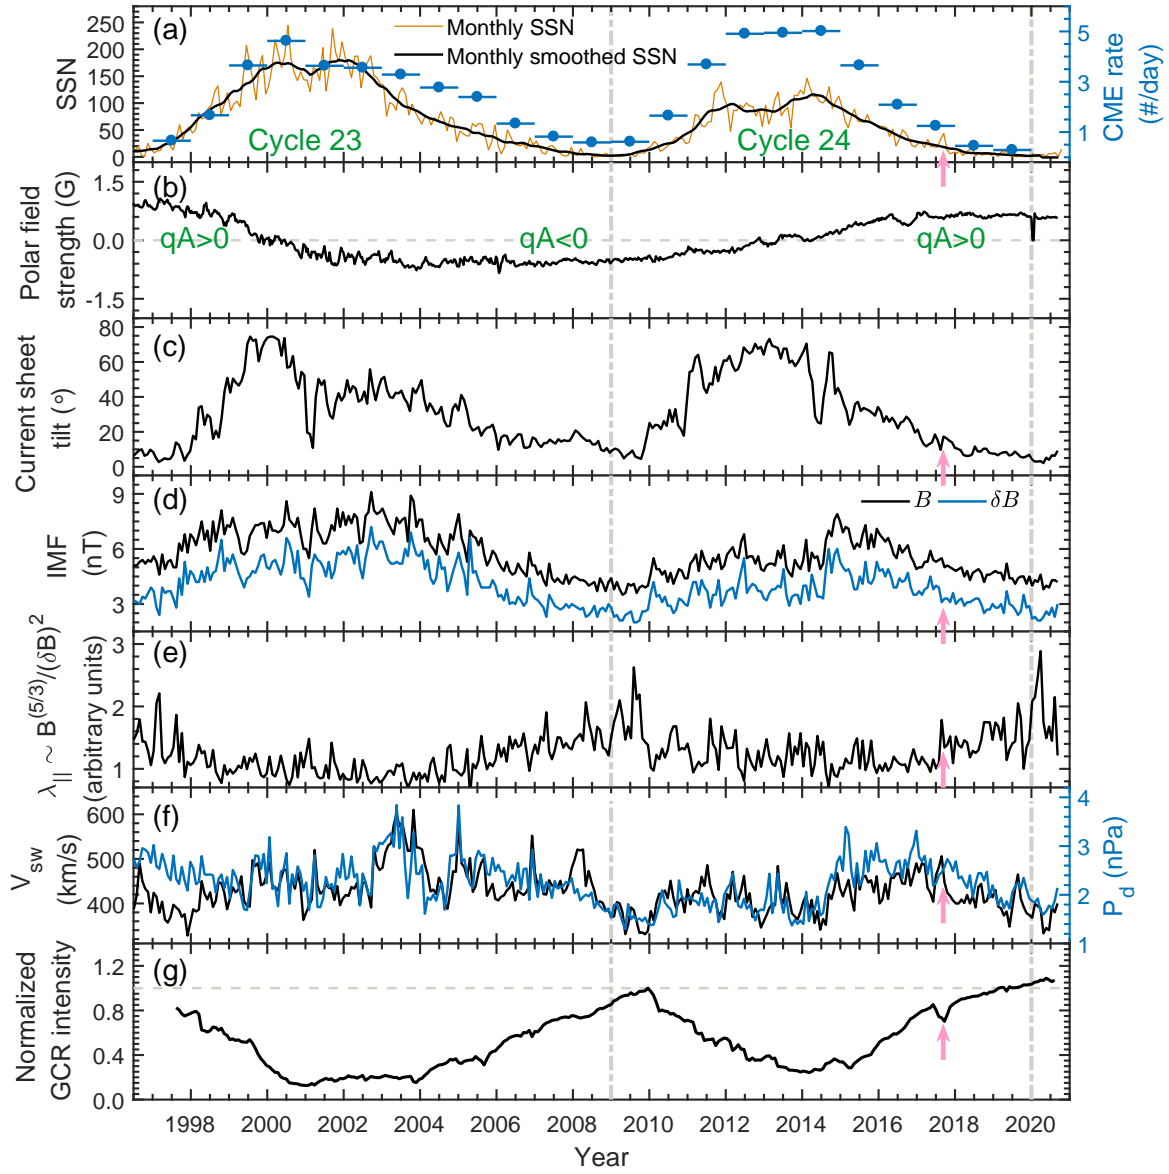 (a)
Monthly SSN
Monthly smoothed SSN
Cycle 23
Cycle 24
SSN
250
200
150
100
50
0
CME rate
(#/day)
5
4
3
2
1
(b)
qA>0
qA<0
qA>0
Polar field
strength (G)
1.5
0.0
-1.5
(c)
Current sheet
tilt (°)
80
60
40
20
0
(d)
B
δB
IMF
(nT)
9
6
3
(e)
λ|| ~ B(5/3)/(δB)2
(arbitrary units)
3
2
1
(f)
Vsw
(km/s)
600
500
400
Pd (nPa)
4
3
2
1
(g)
Normalized
GCR intensity
1.2
0.8
0.4
0.0
1998 2000 2002 2004 2006 2008 2010 2012 2014 2016 2018 2020
Year